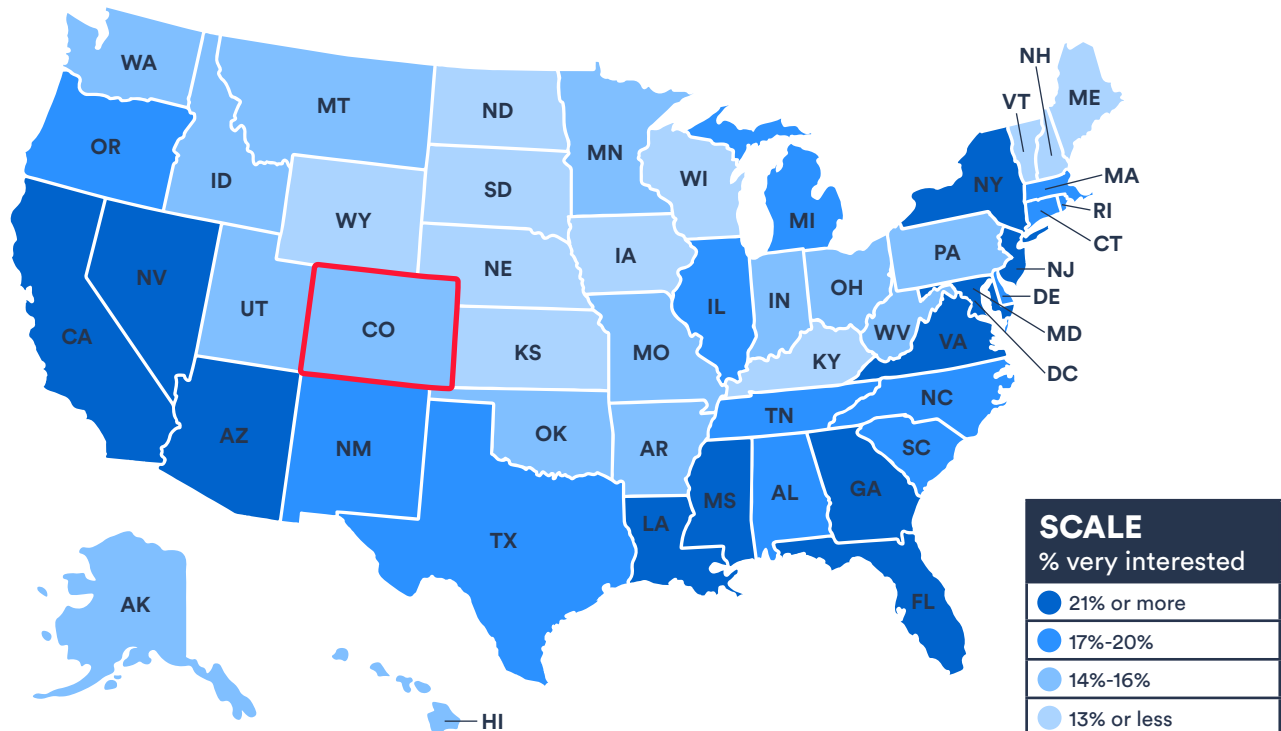 NH
WA
VT
ME
MT
ND
OR
MN
MA
ID
SD
WI
NY
RI
WY
MI
CT
IA
PA
NE
NJ
NV
UT
OH
DE
IN
IL
CO
WV
MD
CA
KS
MO
KY
VA
DC
NC
TN
AZ
OK
NM
AR
SC
MS
AL
GA
LA
TX
SCALE
% very interested
FL
21% or more
AK
17%-20%
14%-16%
HI
13% or less